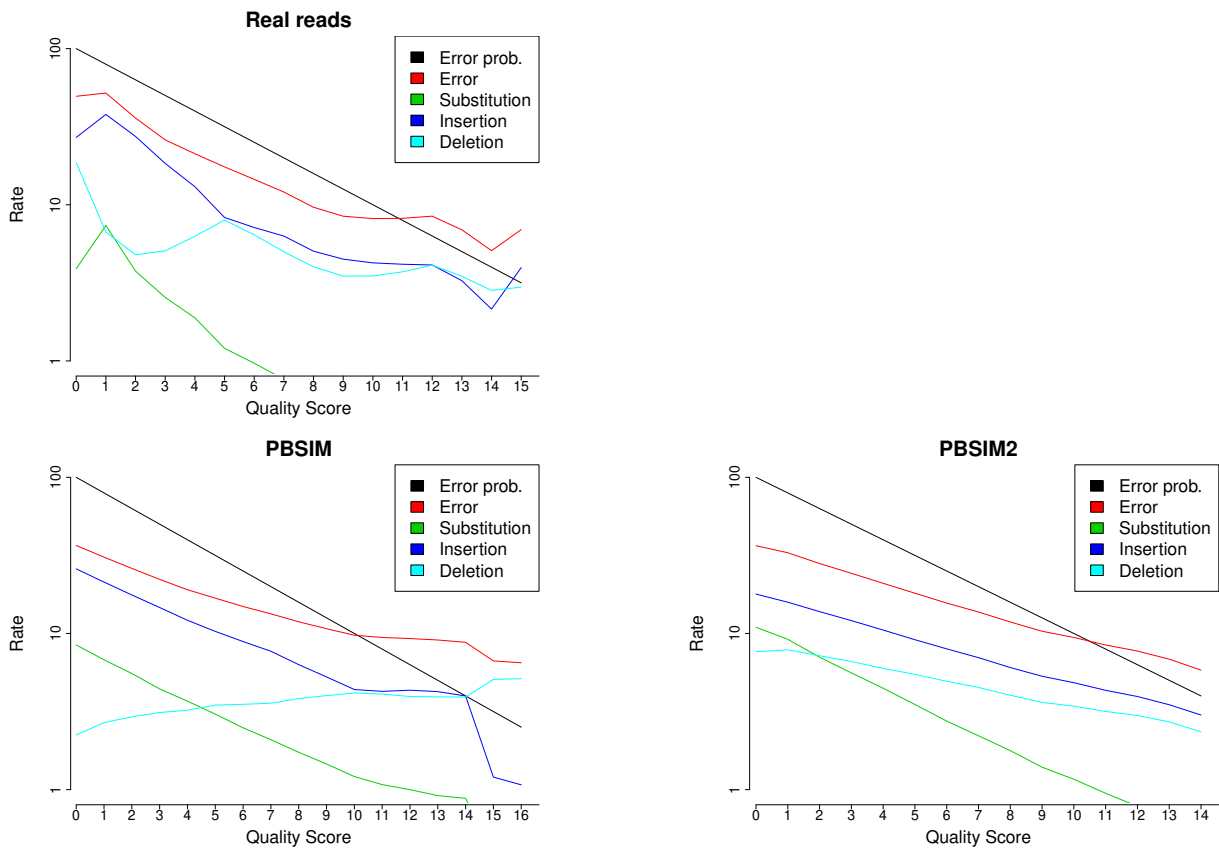 Real reads
Error prob.
Error
Substitution
Insertion
Deletion
100
10
1
Rate
0 1 2 3 4 5 6 7 8 9 10 11 12 13 14 15
Quality Score
PBSIM
Error prob.
Error
Substitution
Insertion
Deletion
100
10
1
Rate
0 1 2 3 4 5 6 7 8 9 10 11 12 13 14 15 16
Quality Score
PBSIM2
Error prob.
Error
Substitution
Insertion
Deletion
100
10
1
Rate
0 1 2 3 4 5 6 7 8 9 10 11 12 13 14
Quality Score